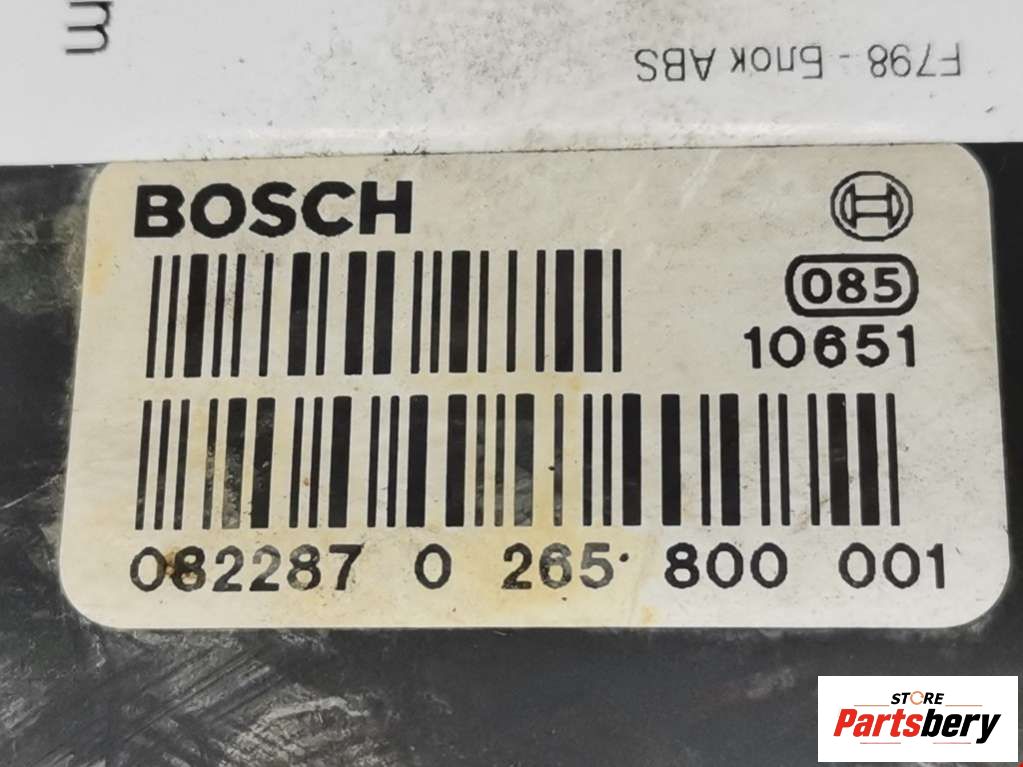 m
F798 - Блок ABS
BOSCH
085
10651
082287 0 265 800 001
STORE
Partsbery